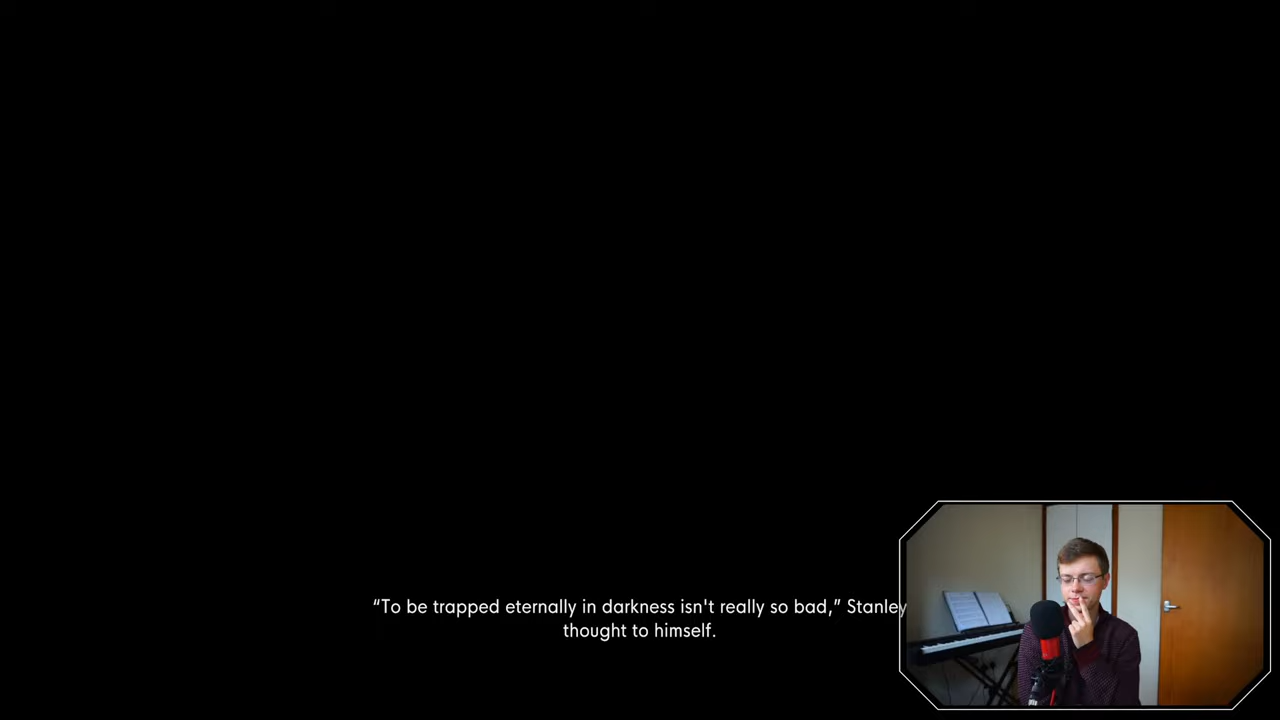 “To be trapped eternally in darkness isn't really so bad,” Stanley
thought to himself.